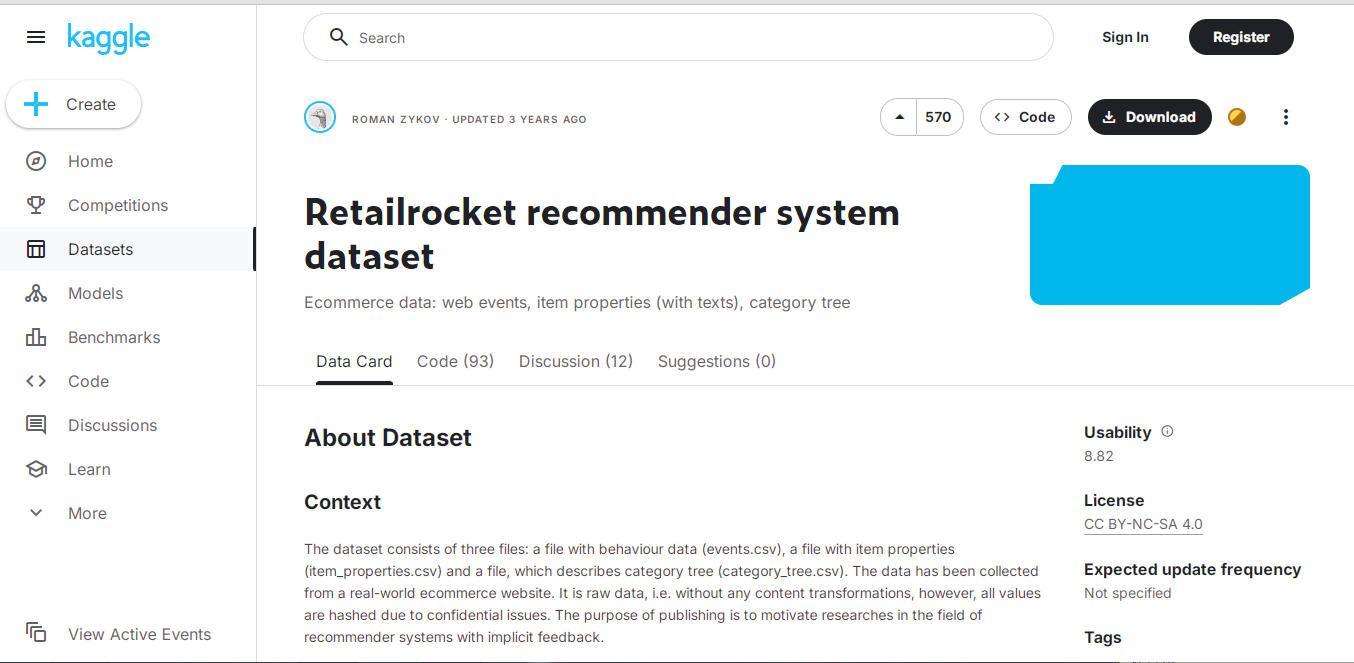 kaggle
Search
Sign In
Register
Create
Home
Competitions
Datasets
Models
Benchmarks
Code
Discussions
Learn
More
View Active Events
ROMAN ZYKOV · UPDATED 3 YEARS AGO
570
Code
Download
Retailrocket recommender system
dataset
Ecommerce data: web events, item properties (with texts), category tree
Data Card
Code (93)
Discussion (12)
Suggestions (0)
About Dataset
Context
The dataset consists of three files: a file with behaviour data (events.csv), a file with item properties
(item_properties.csv) and a file, which describes category tree (category_tree.csv). The data has been collected
from a real-world ecommerce website. It is raw data, i.e. without any content transformations, however, all values
are hashed due to confidential issues. The purpose of publishing is to motivate researches in the field of
recommender systems with implicit feedback.
Usability
8.82
License
CC BY-NC-SA 4.0
Expected update frequency
Not specified
Tags